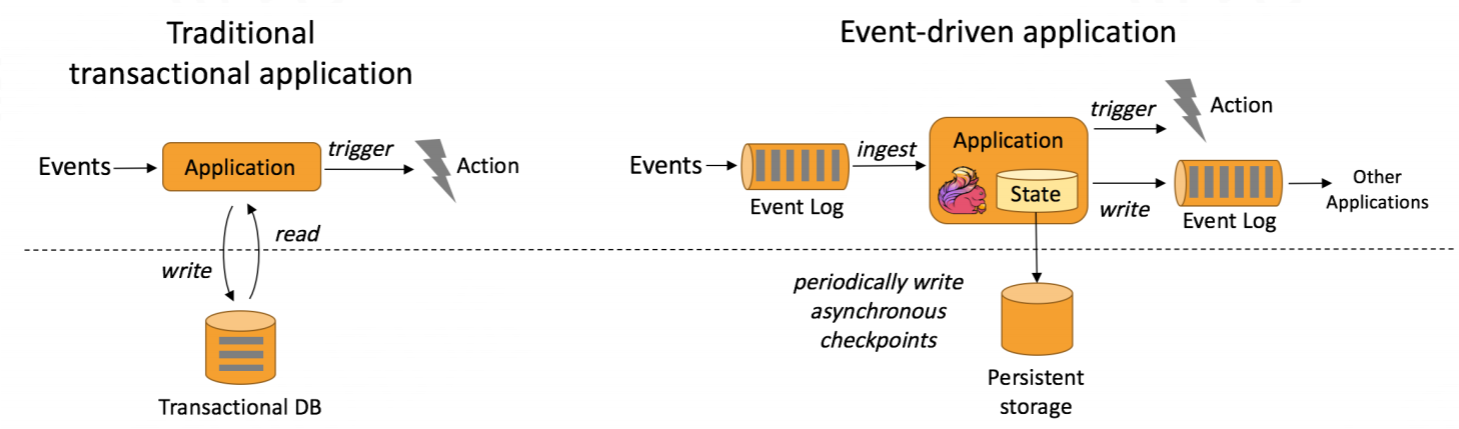 Traditional
transactional application
Events
Application
trigger
Action
read
write
Transactional DB
Event-driven application
Events
Event Log
ingest
Application
State
trigger
Action
write
Event Log
Other
Applications
periodically write
asynchronous
checkpoints
Persistent
storage